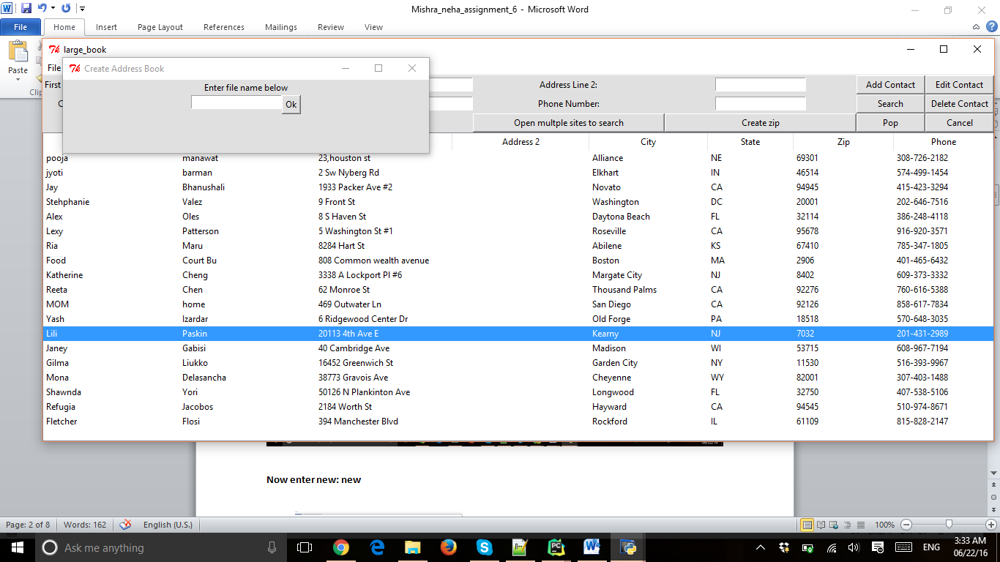 Mishra_neha_assignment_6 - Microsoft Word
File Home Insert Page Layout References Mailings Review View
Paste
large_book
File
Create Address Book
Enter file name below
Ok
First Address Line 2: Add Contact Edit Contact
Phone Number: Search Delete Contact
Open multple sites to search Create zip Pop Cancel
Address 2 City State Zip Phone
pooja manawat 23,houston st Alliance NE 69301 308-726-2182
jyoti barman 2 Sw Nyberg Rd Elkhart IN 46514 574-499-1454
Jay Bhanushali 1933 Packer Ave #2 Novato CA 94945 415-423-3294
Stehphanie Valez 9 Front St Washington DC 20001 202-646-7516
Alex Oles 8 S Haven St Daytona Beach FL 32114 386-248-4118
Lexy Patterson 5 Washington St #1 Roseville CA 95678 916-920-3571
Ria Maru 8284 Hart St Abilene KS 67410 785-347-1805
Food Court Bu 808 Common wealth avenue Boston MA 2906 401-465-6432
Katherine Cheng 3338 A Lockport Pl #6 Margate City NJ 8402 609-373-3332
Reeta Chen 62 Monroe St Thousand Palms CA 92276 760-616-5388
MOM home 469 Outwater Ln San Diego CA 92126 858-617-7834
Yash Izardar 6 Ridgewood Center Dr Old Forge PA 18518 570-648-3035
Lili Paskin 20113 4th Ave E Kearny NJ 7032 201-431-2989
Janey Gabisi 40 Cambridge Ave Madison WI 53715 608-967-7194
Gilma Liukko 16452 Greenwich St Garden City NY 11530 516-393-9967
Mona Delasancha 38773 Gravois Ave Cheyenne WY 82001 307-403-1488
Shawnda Yori 50126 N Plankinton Ave Longwood FL 32750 407-538-5106
Refugia Jacobos 2184 Worth St Hayward CA 94545 510-974-8671
Fletcher Flosi 394 Manchester Blvd Rockford IL 61109 815-828-2147
Now enter new: new
Page: 2 of 8 Words: 162 English (U.S.) 100%
Ask me anything ENG 3:33 AM
06/22/16